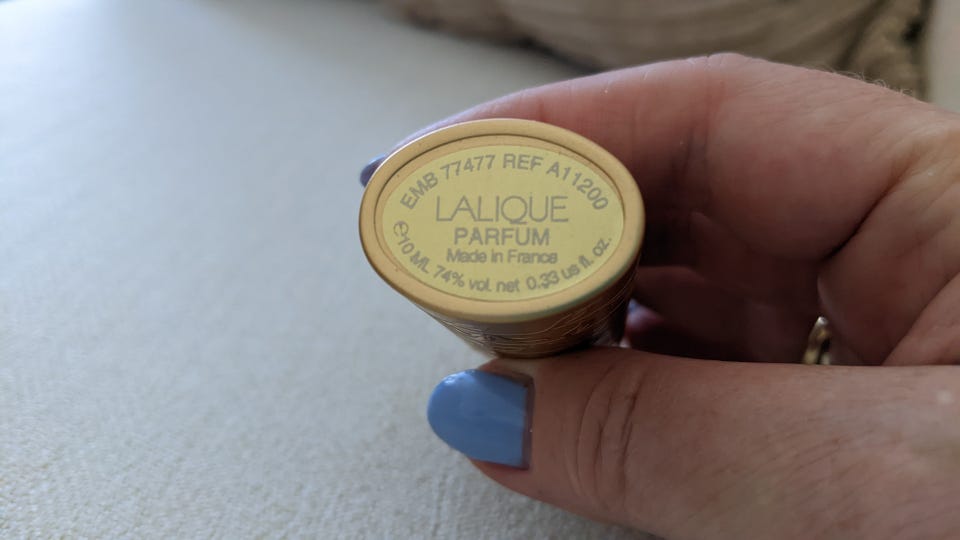 EMB 77477 REF A11200
LALIQUE
PARFUM
Made in France
℮10 ML 74% vol. net 0.33 us fl. oz.